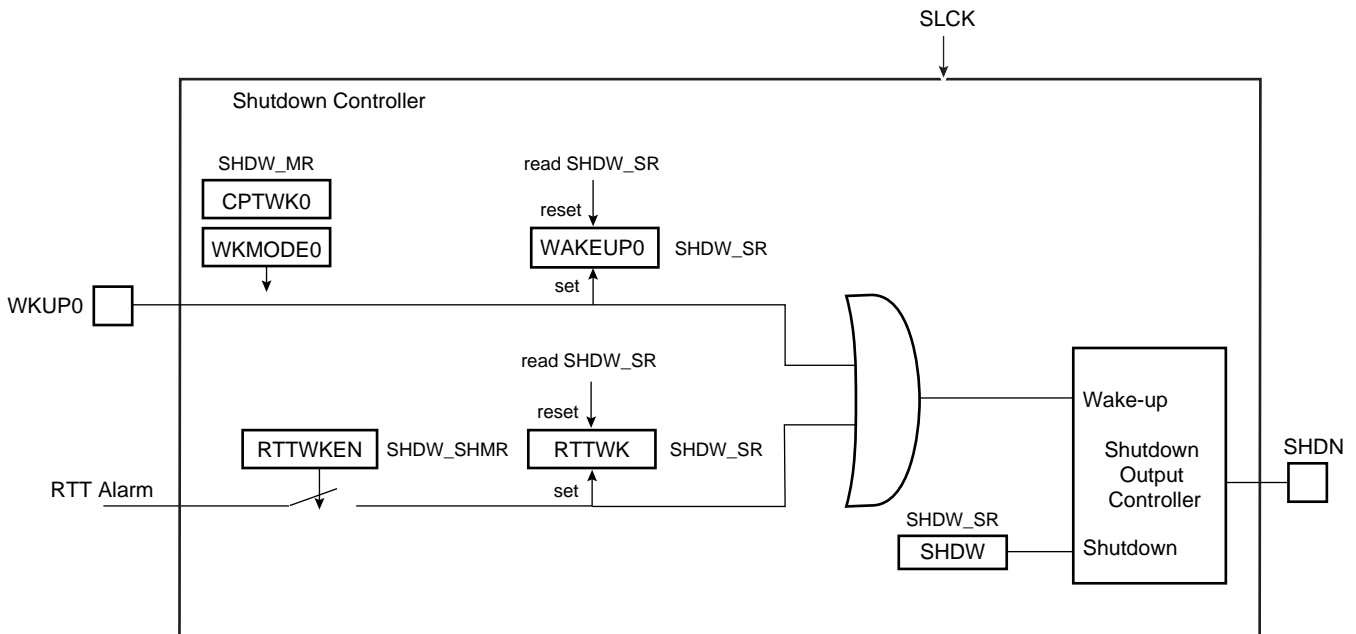 SLCK
Shutdown Controller
SHDW_MR
CPTWK0
WKMODE0
read SHDW_SR
reset
WAKEUP0
SHDW_SR
set
WKUP0
read SHDW_SR
reset
RTTWKEN
SHDW_SHMR
RTTWK
SHDW_SR
set
RTT Alarm
Wake-up
Shutdown
Output
Controller
SHDN
SHDW_SR
SHDW
Shutdown